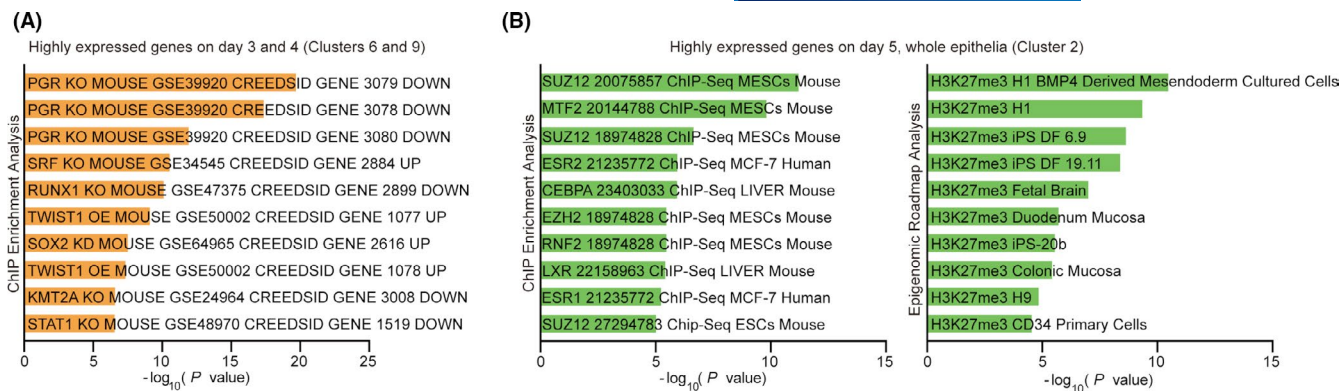 (A)
Highly expressed genes on day 3 and 4 (Clusters 6 and 9)
ChIP Enrichment Analysis
PGR KO MOUSE GSE39920 CREEDSID GENE 3079 DOWN
PGR KO MOUSE GSE39920 CREEDSID GENE 3078 DOWN
PGR KO MOUSE GSE39920 CREEDSID GENE 3080 DOWN
SRF KO MOUSE GSE34545 CREEDSID GENE 2884 UP
RUNX1 KO MOUSE GSE47375 CREEDSID GENE 2899 DOWN
TWIST1 OE MOUSE GSE50002 CREEDSID GENE 1077 UP
SOX2 KD MOUSE GSE64965 CREEDSID GENE 2616 UP
TWIST1 OE MOUSE GSE50002 CREEDSID GENE 1078 UP
KMT2A KO MOUSE GSE24964 CREEDSID GENE 3008 DOWN
STAT1 KO MOUSE GSE48970 CREEDSID GENE 1519 DOWN
0 5 10 15 20 25
-log10( P value)
(B)
Highly expressed genes on day 5, whole epithelia (Cluster 2)
ChIP Enrichment Analysis
SUZ12 20075857 ChIP-Seq MESCs Mouse
MTF2 20144788 ChIP-Seq MESCs Mouse
SUZ12 18974828 ChIP-Seq MESCs Mouse
ESR2 21235772 ChIP-Seq MCF-7 Human
CEBPA 23403033 ChIP-Seq LIVER Mouse
EZH2 18974828 ChIP-Seq MESCs Mouse
RNF2 18974828 ChIP-Seq MESCs Mouse
LXR 22158963 ChIP-Seq LIVER Mouse
ESR1 21235772 ChIP-Seq MCF-7 Human
SUZ12 27294783 Chip-Seq ESCs Mouse
0 5 10 15
-log10( P value)
Epigenomic Roadmap Analysis
H3K27me3 H1 BMP4 Derived Mesendoderm Cultured Cells
H3K27me3 H1
H3K27me3 iPS DF 6.9
H3K27me3 iPS DF 19.11
H3K27me3 Fetal Brain
H3K27me3 Duodenum Mucosa
H3K27me3 iPS-20b
H3K27me3 Colonic Mucosa
H3K27me3 H9
H3K27me3 CD34 Primary Cells
0 5 10 15
-log10( P value)